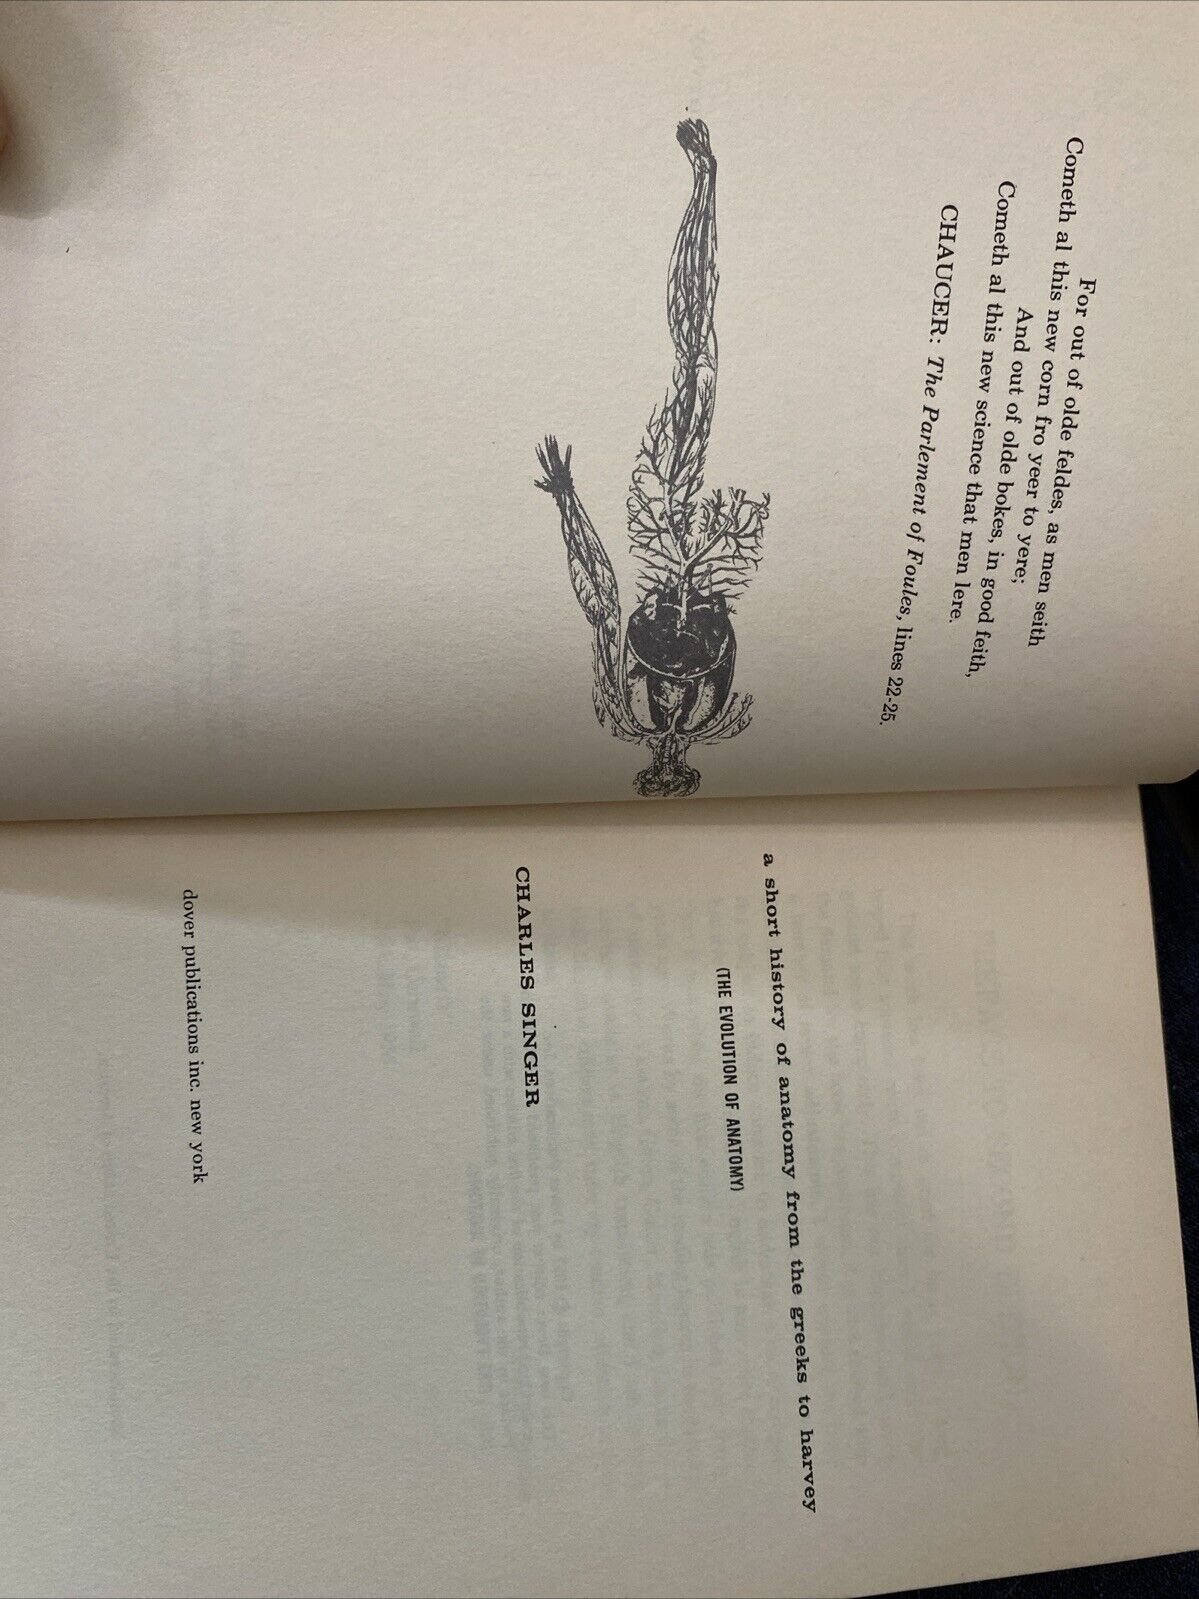 For out of olde feldes, as men seith
Cometh al this new corn fro yeer to yere;
And out of olde bokes, in good feith,
Cometh al this new science that men lere.
CHAUCER: The Parlement of Foules, lines 22-25.
a short history of anatomy from the greeks to harvey
(THE EVOLUTION OF ANATOMY)
CHARLES SINGER
dover publications inc. new york